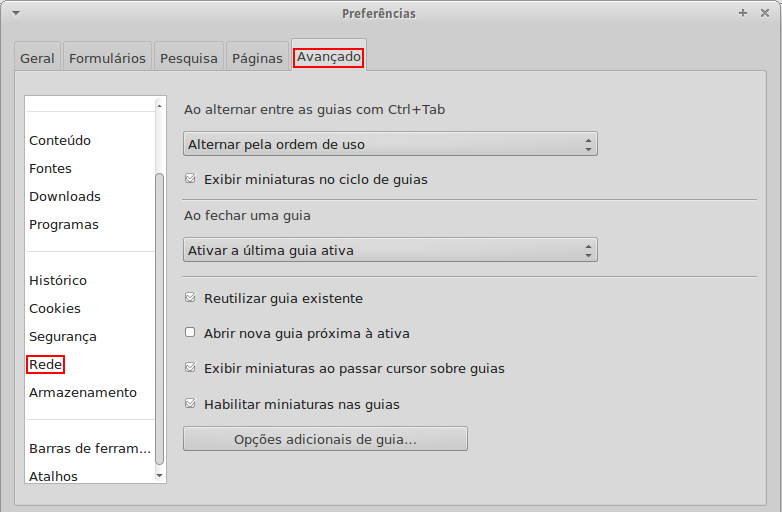 Preferências
Geral
Formulários
Pesquisa
Páginas
Avançado
Conteúdo
Fontes
Downloads
Programas
Histórico
Cookies
Segurança
Rede
Armazenamento
Barras de ferram...
Atalhos
Ao alternar entre as guias com Ctrl+Tab
Alternar pela ordem de uso
Exibir miniaturas no ciclo de guias
Ao fechar uma guia
Ativar a última guia ativa
Reutilizar guia existente
Abrir nova guia próxima à ativa
Exibir miniaturas ao passar cursor sobre guias
Habilitar miniaturas nas guias
Opções adicionais de guia...